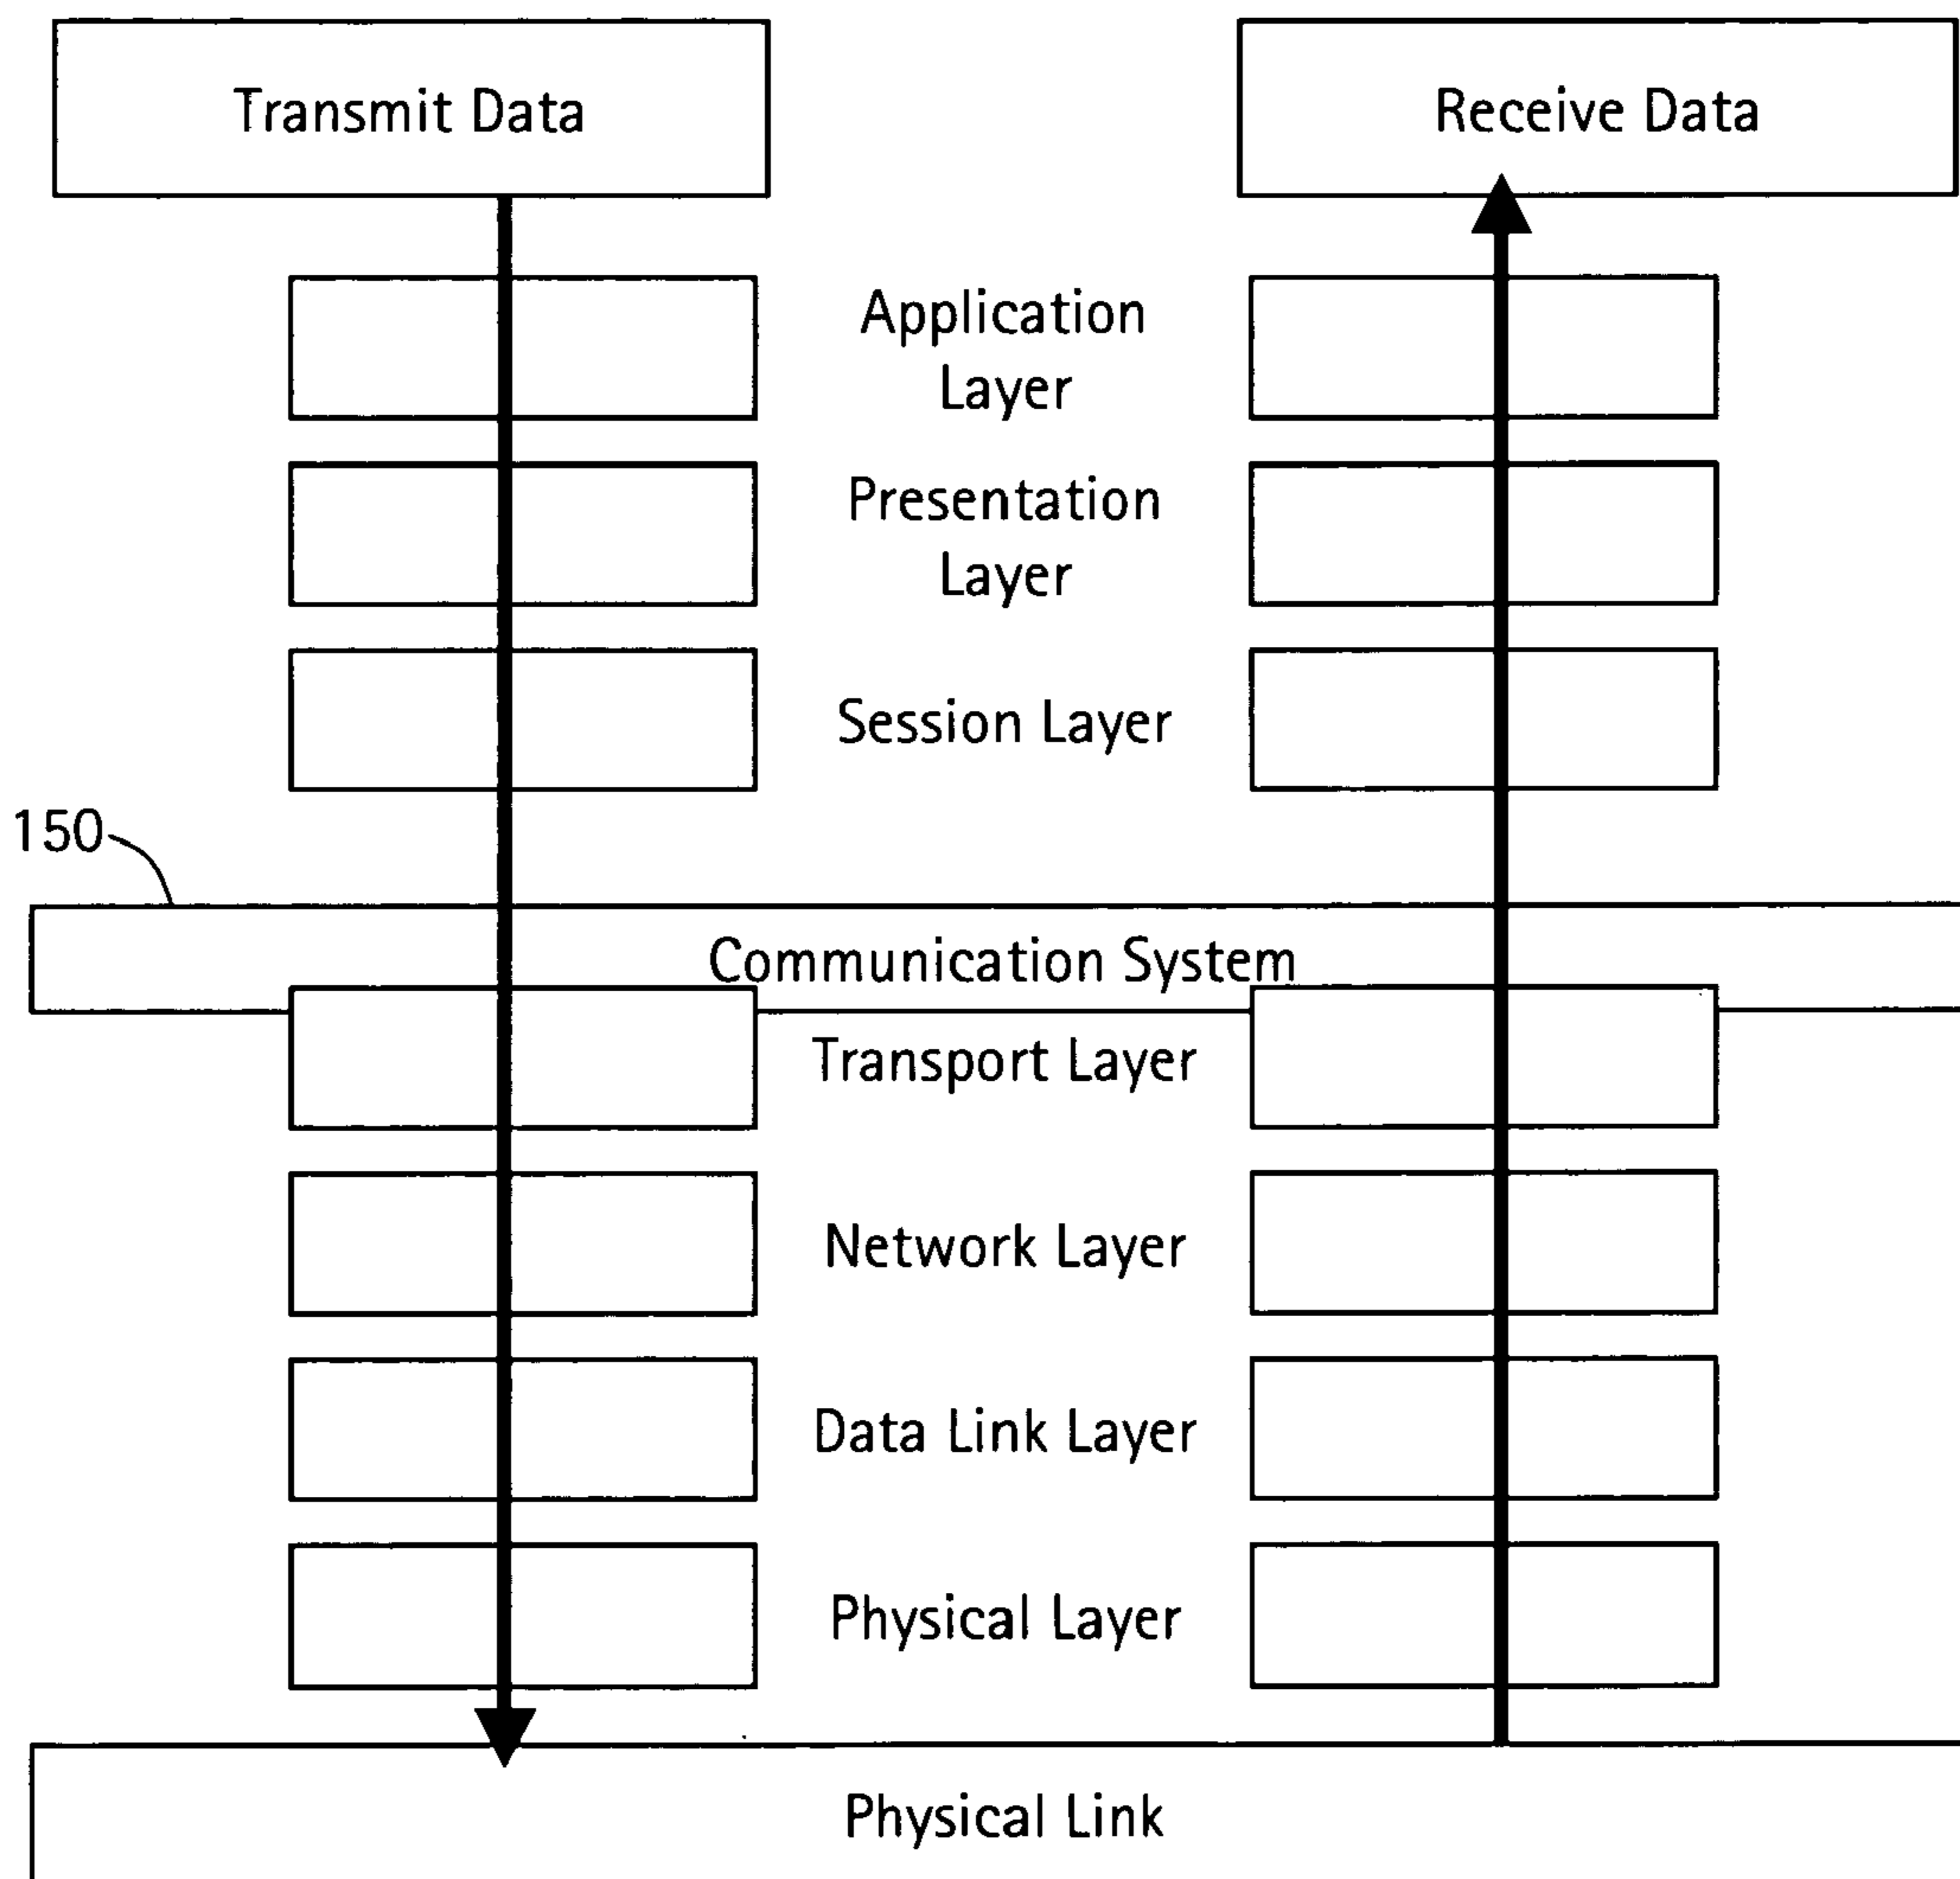 Transmit Data
Receive Data
Application
Layer
Presentation
Layer
Session Layer
150
Communication System
Transport Layer
Network Layer
Data Link Layer
Physical Layer
Physical Link